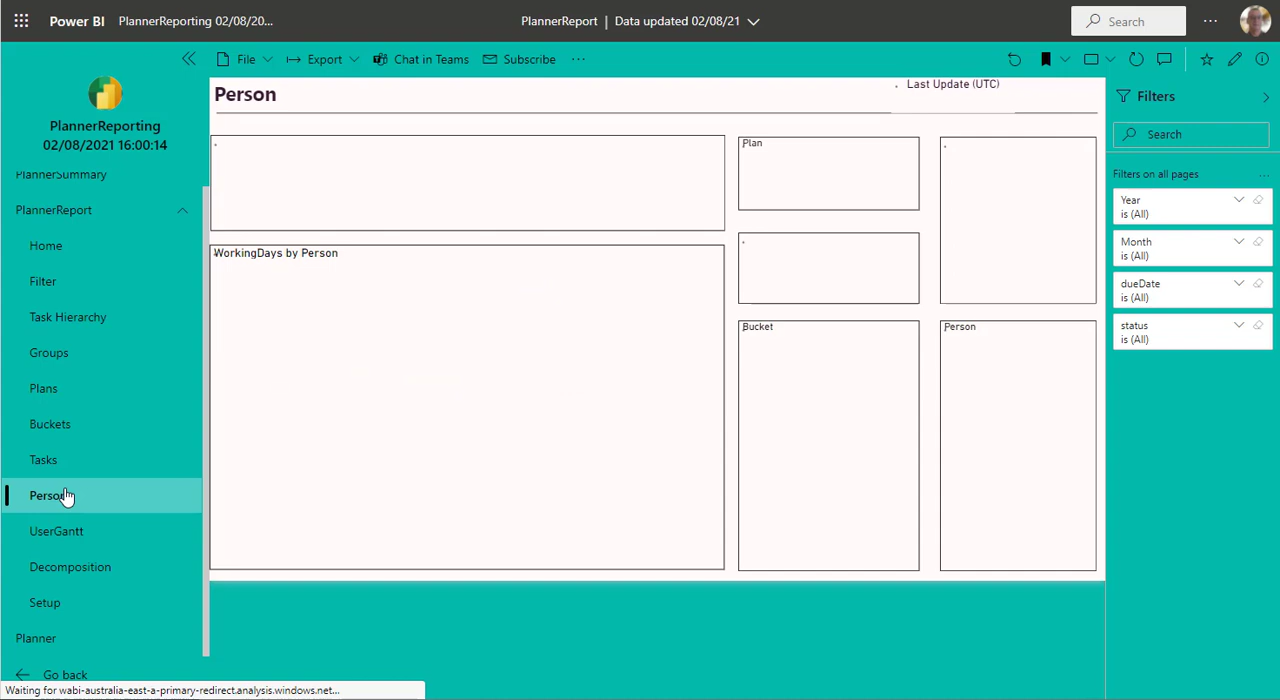 Power BI PlannerReporting 02/08/20... PlannerReport | Data updated 02/08/21 Search ...
File Export Chat in Teams Subscribe ...
PlannerReporting
02/08/2021 16:00:14
PlannerSummary
PlannerReport
Home
Filter
Task Hierarchy
Groups
Plans
Buckets
Tasks
Person
UserGantt
Decomposition
Setup
Planner
Go back
Person
Last Update (UTC)
Plan
WorkingDays by Person
Bucket
Person
Filters
Search
Filters on all pages ...
Year
is (All)
Month
is (All)
dueDate
is (All)
status
is (All)
Waiting for wabi-australia-east-a-primary-redirect.analysis.windows.net...